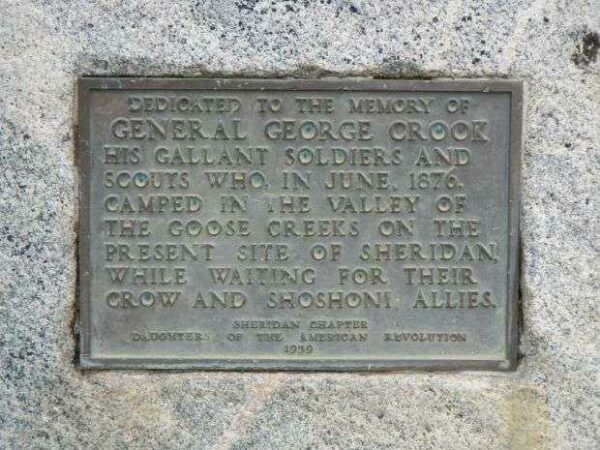 DEDICATED TO THE MEMORY OF
GENERAL GEORGE CROOK
HIS GALLANT SOLDIERS AND
SCOUTS WHO, IN JUNE, 1876,
CAMPED IN THE VALLEY OF
THE GOOSE CREEKS ON THE
PRESENT SITE OF SHERIDAN,
WHILE WAITING FOR THEIR
CROW AND SHOSHONI ALLIES.
SHERIDAN CHAPTER
DAUGHTERS OF THE AMERICAN REVOLUTION
1959